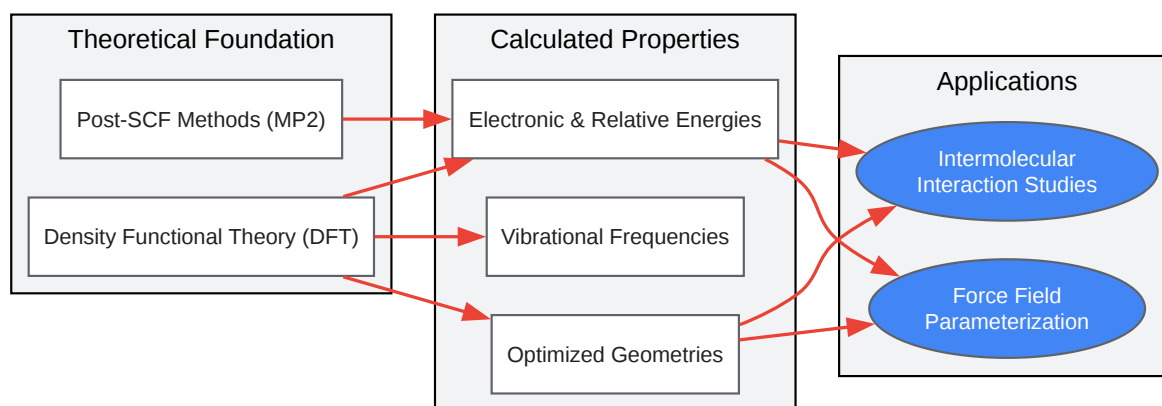 Theoretical Foundation
Post-SCF Methods (MP2)
Density Functional Theory (DFT)
Calculated Properties
Electronic & Relative Energies
Vibrational Frequencies
Optimized Geometries
Applications
Intermolecular
Interaction Studies
Force Field
Parameterization